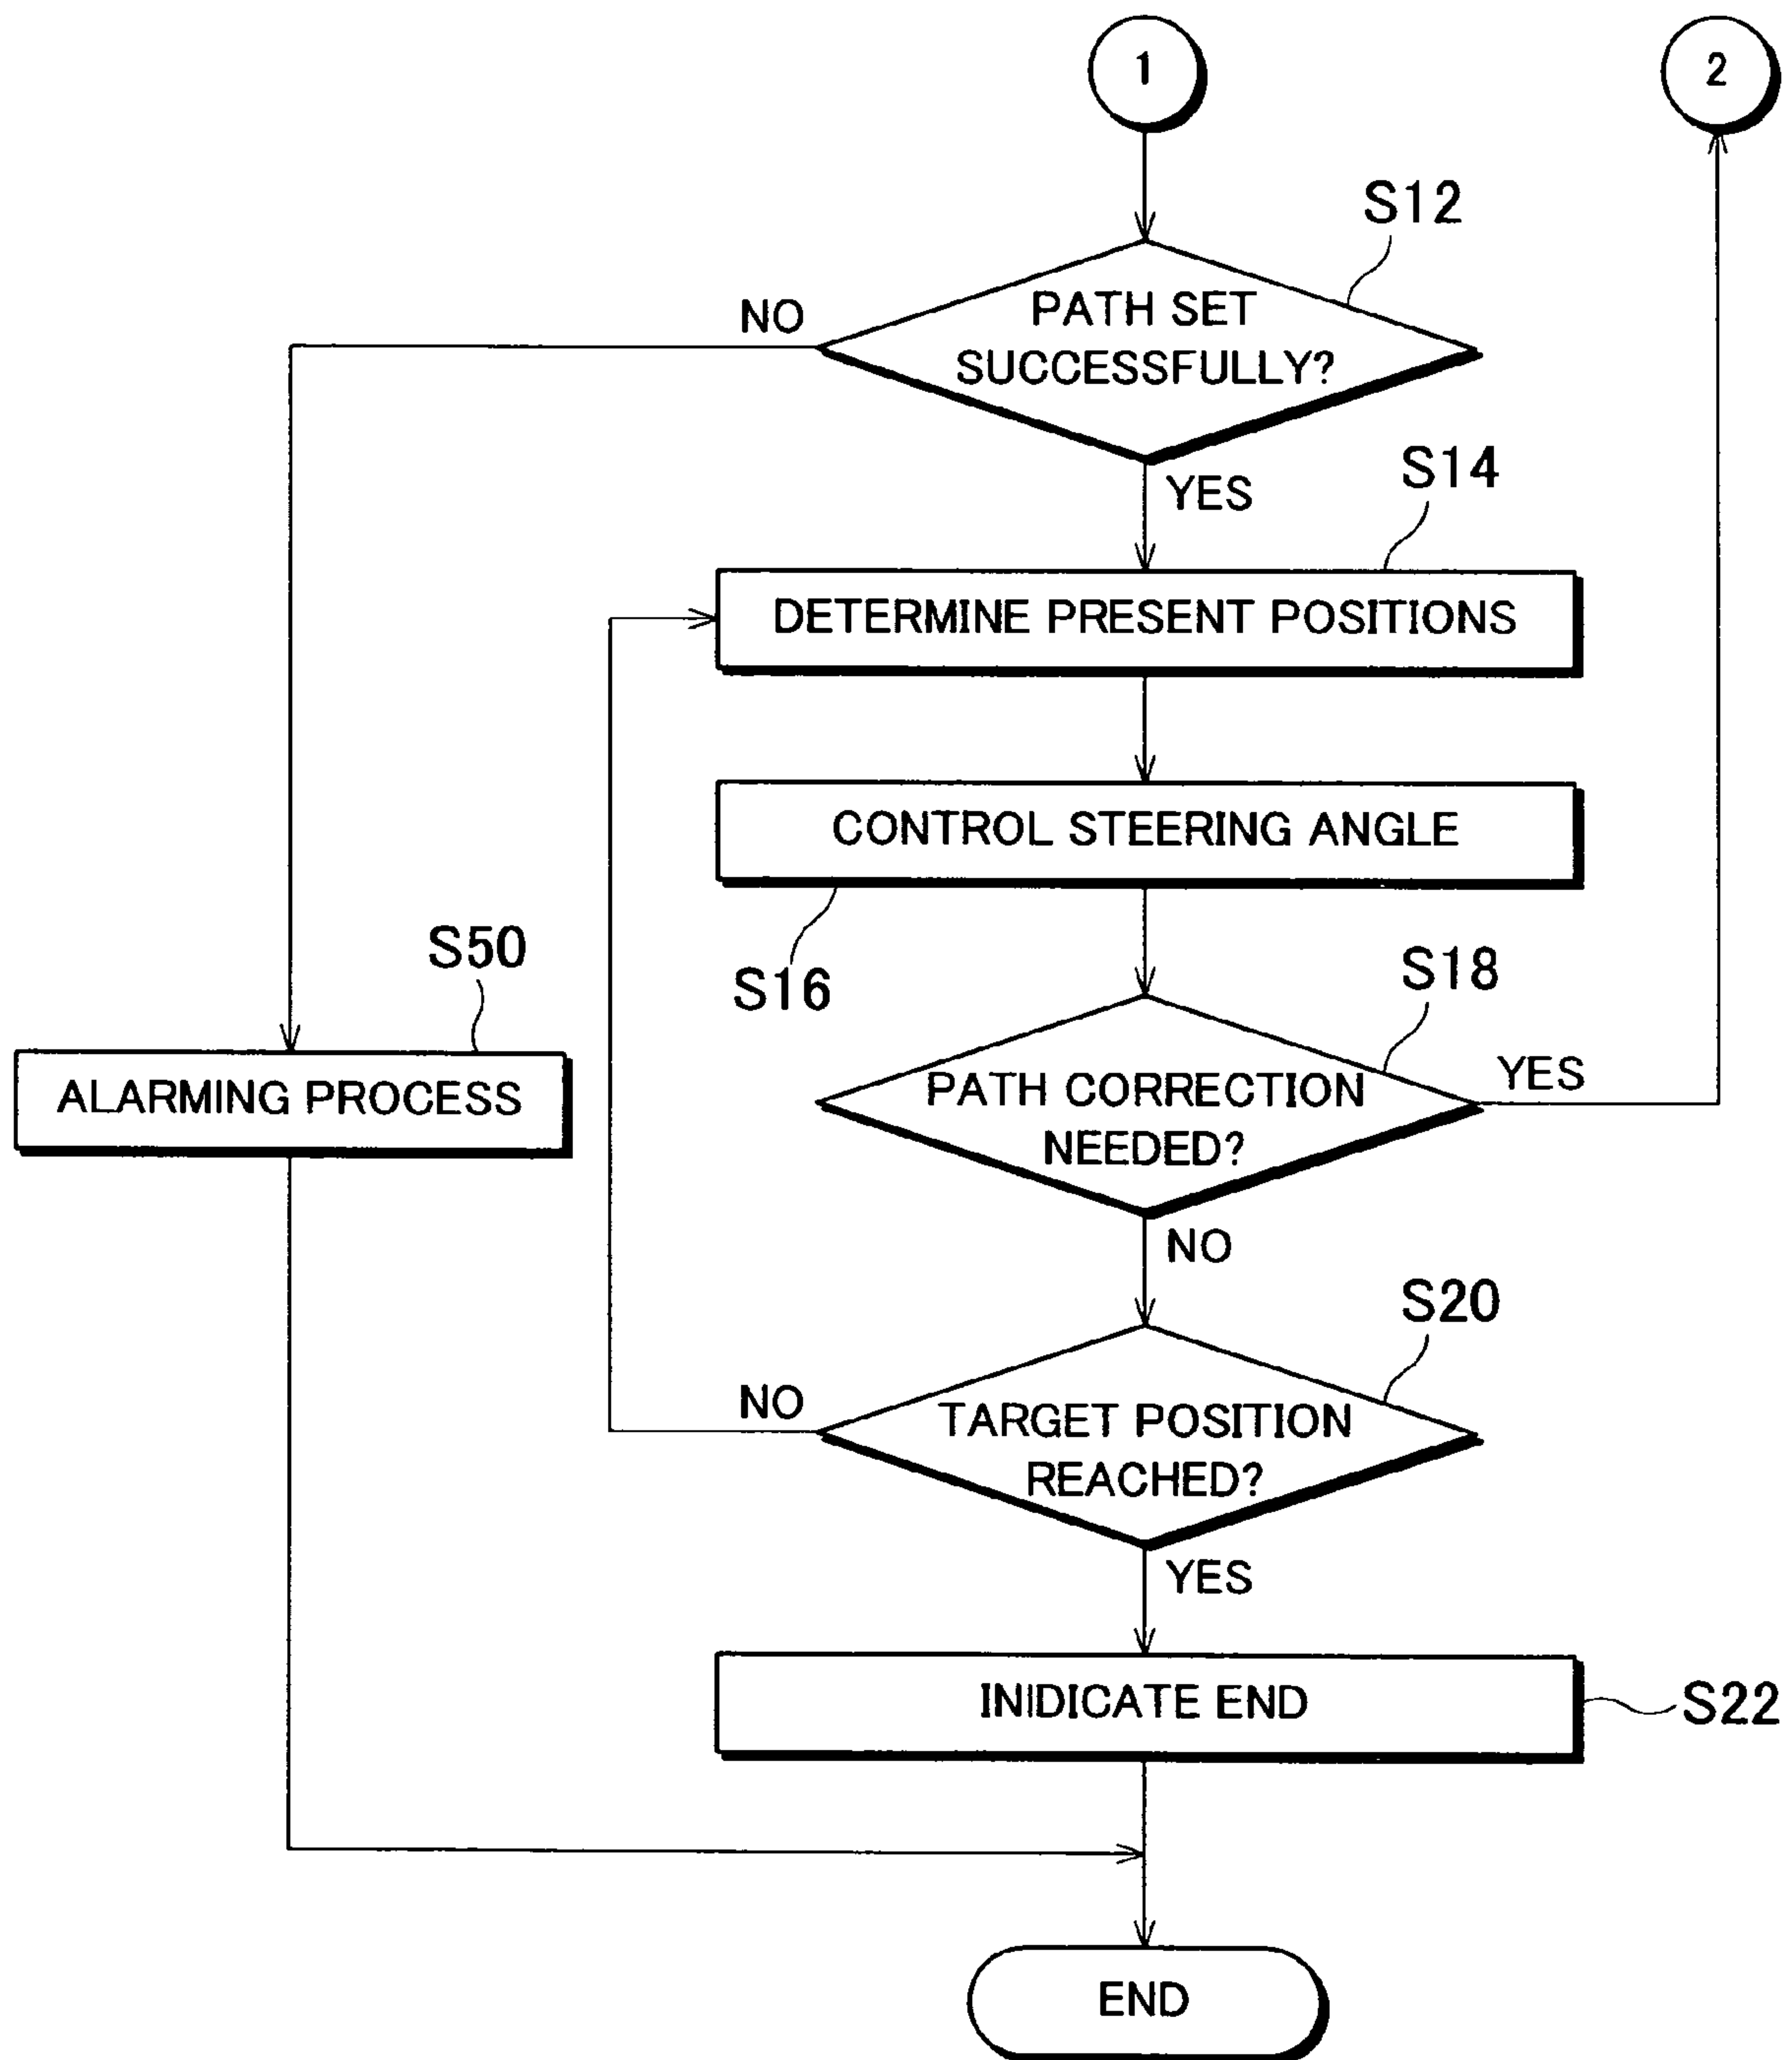 1
2
S12
NO
PATH SET
SUCCESSFULLY?
YES
S14
DETERMINE PRESENT POSITIONS
CONTROL STEERING ANGLE
S50
S16
S18
ALARMING PROCESS
PATH CORRECTION
NEEDED?
YES
NO
S20
NO
TARGET POSITION
REACHED?
YES
INIDICATE END
S22
END